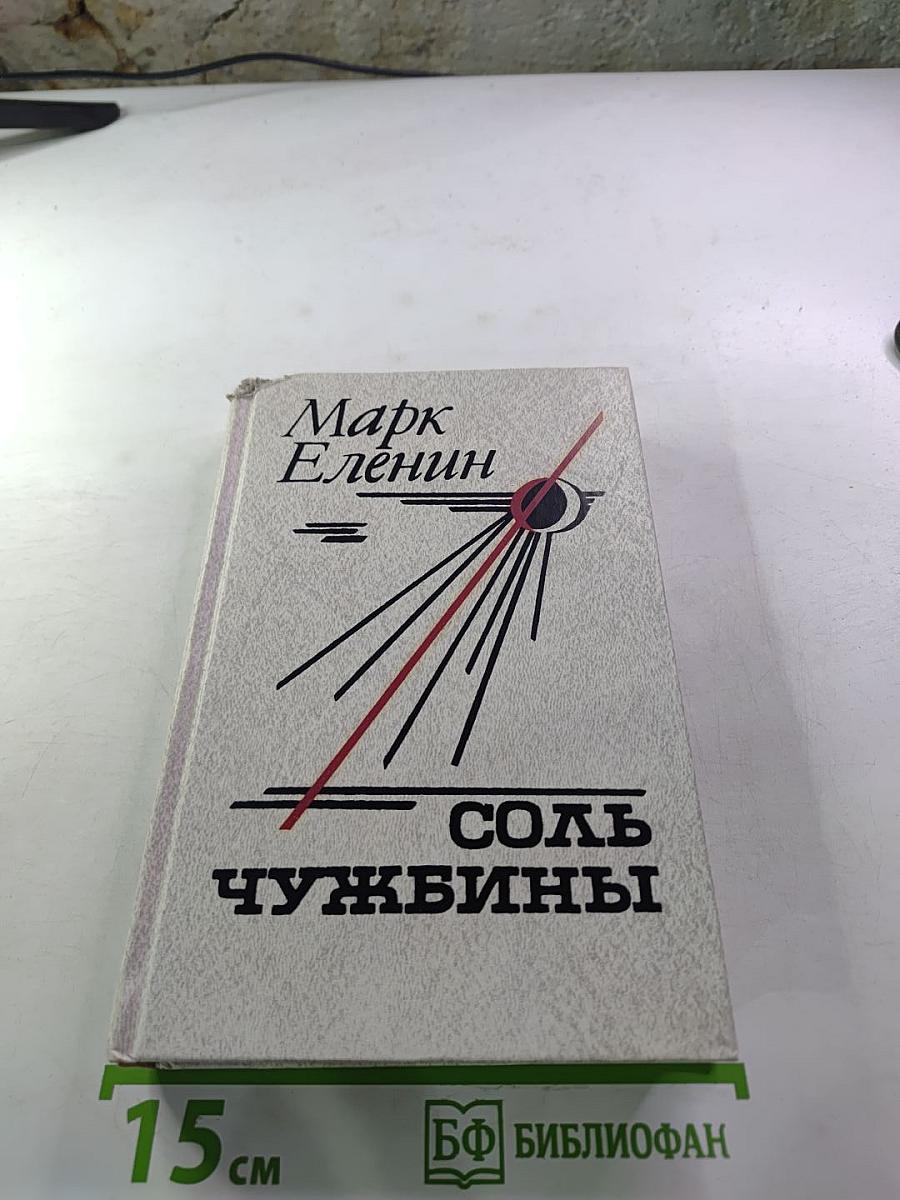 Марк
Еленин
СОЛЬ
ЧУЖБИНЫ
15 см
БФ БИБЛИОФАН